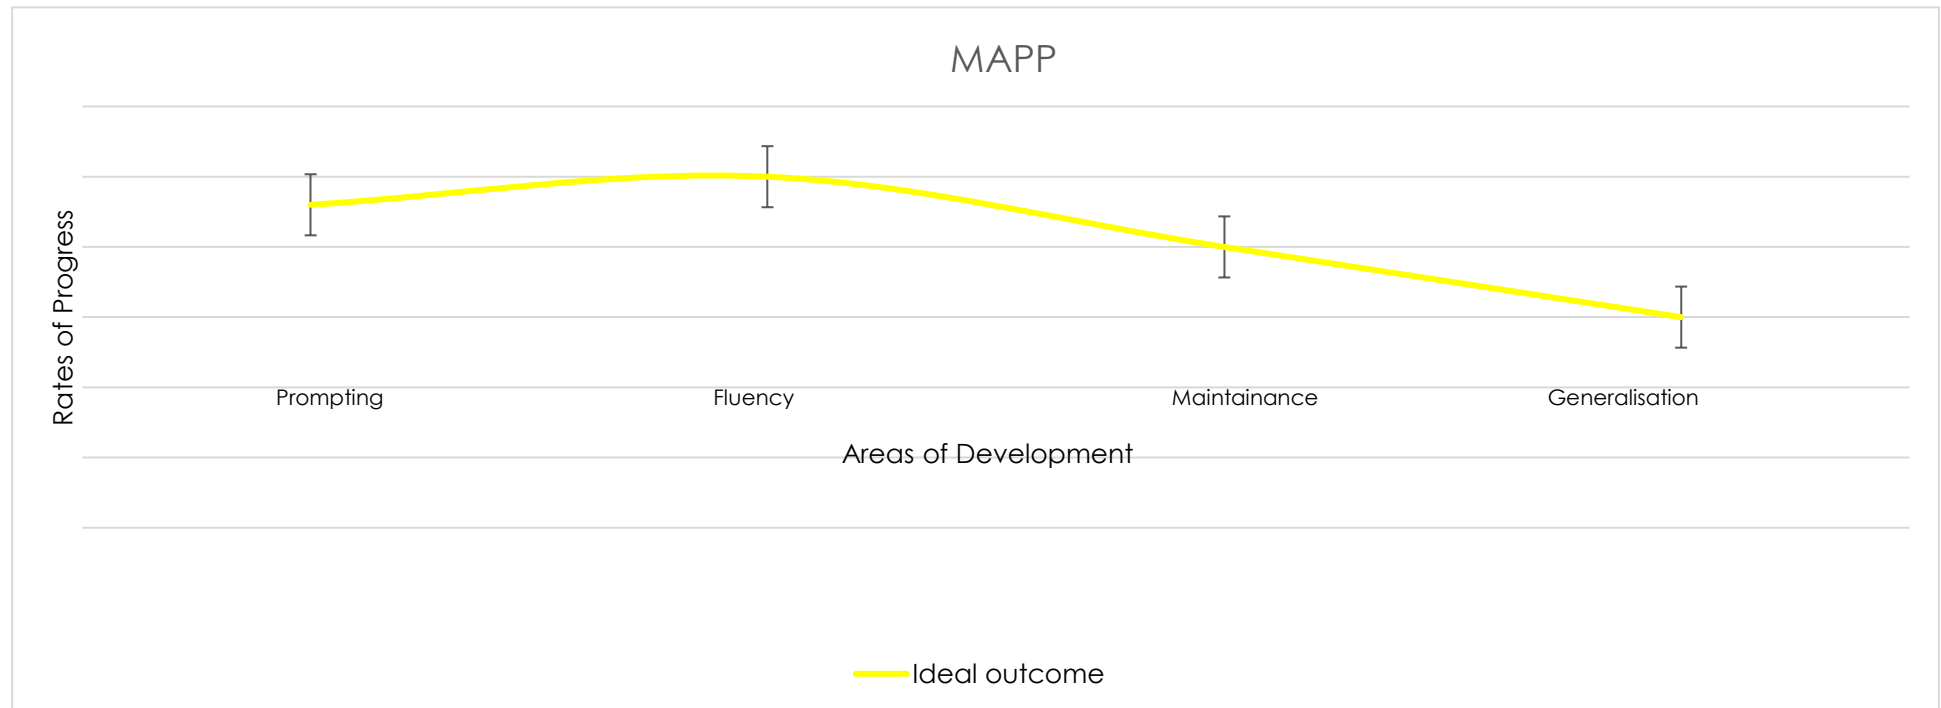 MAPP
Rates of Progress
Prompting
Fluency
Maintainance
Generalisation
Areas of Development
Ideal outcome